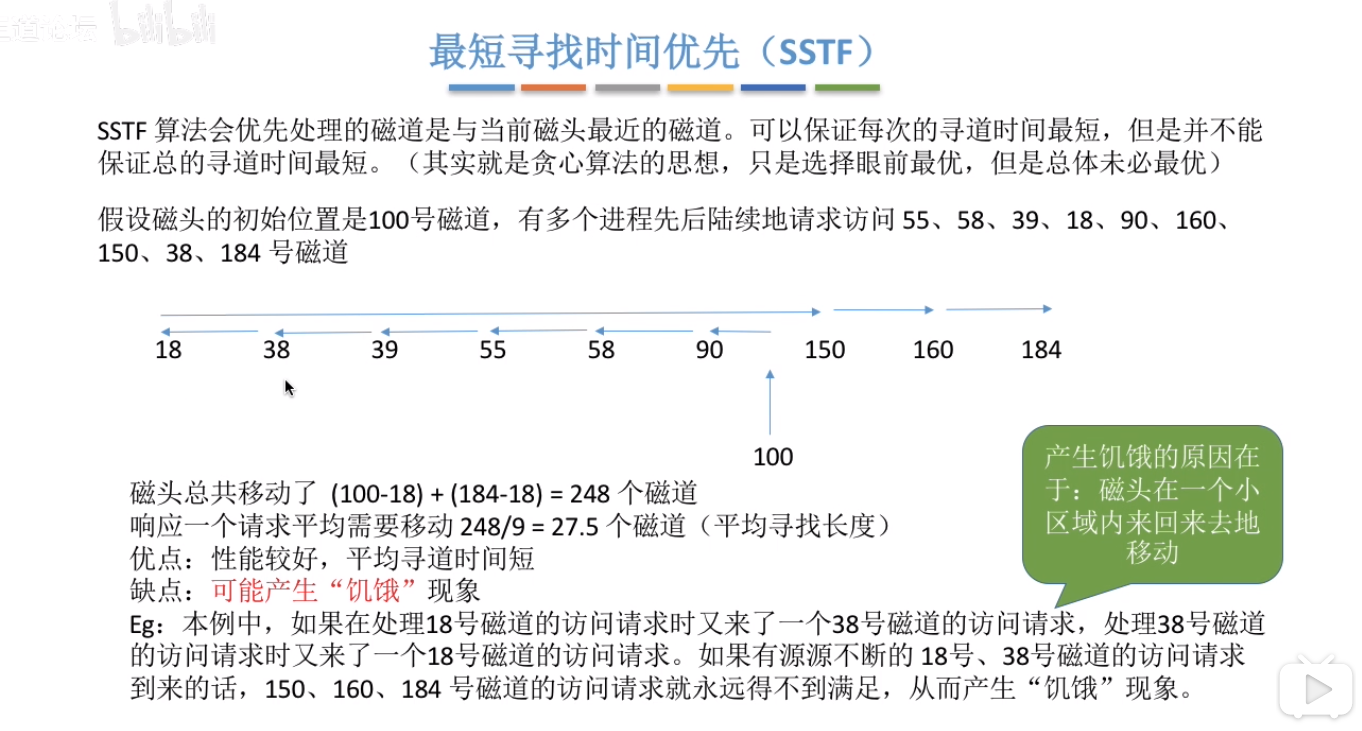 bilibili
最短寻找时间优先（SSTF）
SSTF 算法会优先处理的磁道是与当前磁头最近的磁道。可以保证每次的寻道时间最短，但是并不能
保证总的寻道时间最短。（其实就是贪心算法的思想，只是选择眼前最优，但是总体未必最优）
假设磁头的初始位置是100号磁道，有多个进程先后陆续地请求访问 55、58、39、18、90、160、
150、38、184 号磁道
18 38 39 55 58 90 150 160 184
100
产生饥饿的原因在
于：磁头在一个小
区域内来回来去地
移动
磁头总共移动了 (100-18) + (184-18) = 248 个磁道
响应一个请求平均需要移动 248/9 = 27.5 个磁道（平均寻找长度）
优点：性能较好，平均寻道时间短
缺点：可能产生“饥饿”现象
Eg：本例中，如果在处理18号磁道的访问请求时又来了一个38号磁道的访问请求，处理38号磁道
的访问请求时又来了一个18号磁道的访问请求。如果有源源不断的 18号、38号磁道的访问请求
到来的话，150、160、184 号磁道的访问请求就永远得不到满足，从而产生“饥饿”现象。